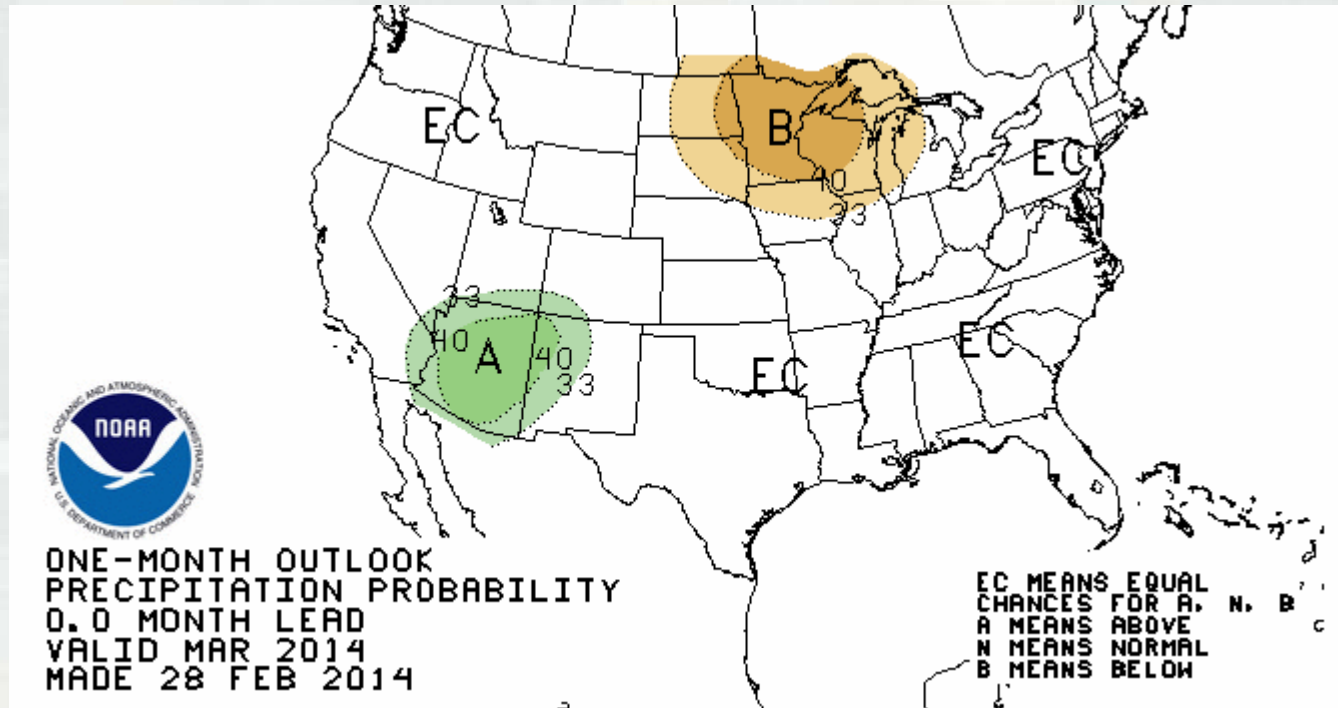 B
EC
EC
40
33
33
40
A
40
33
EC
EC
NATIONAL OCEANIC AND ATMOSPHERIC ADMINISTRATION
NOAA
U.S. DEPARTMENT OF COMMERCE
ONE-MONTH OUTLOOK
PRECIPITATION PROBABILITY
0.0 MONTH LEAD
VALID MAR 2014
MADE 28 FEB 2014
EC MEANS EQUAL
CHANCES FOR A, N, B
A MEANS ABOVE
N MEANS NORMAL
B MEANS BELOW